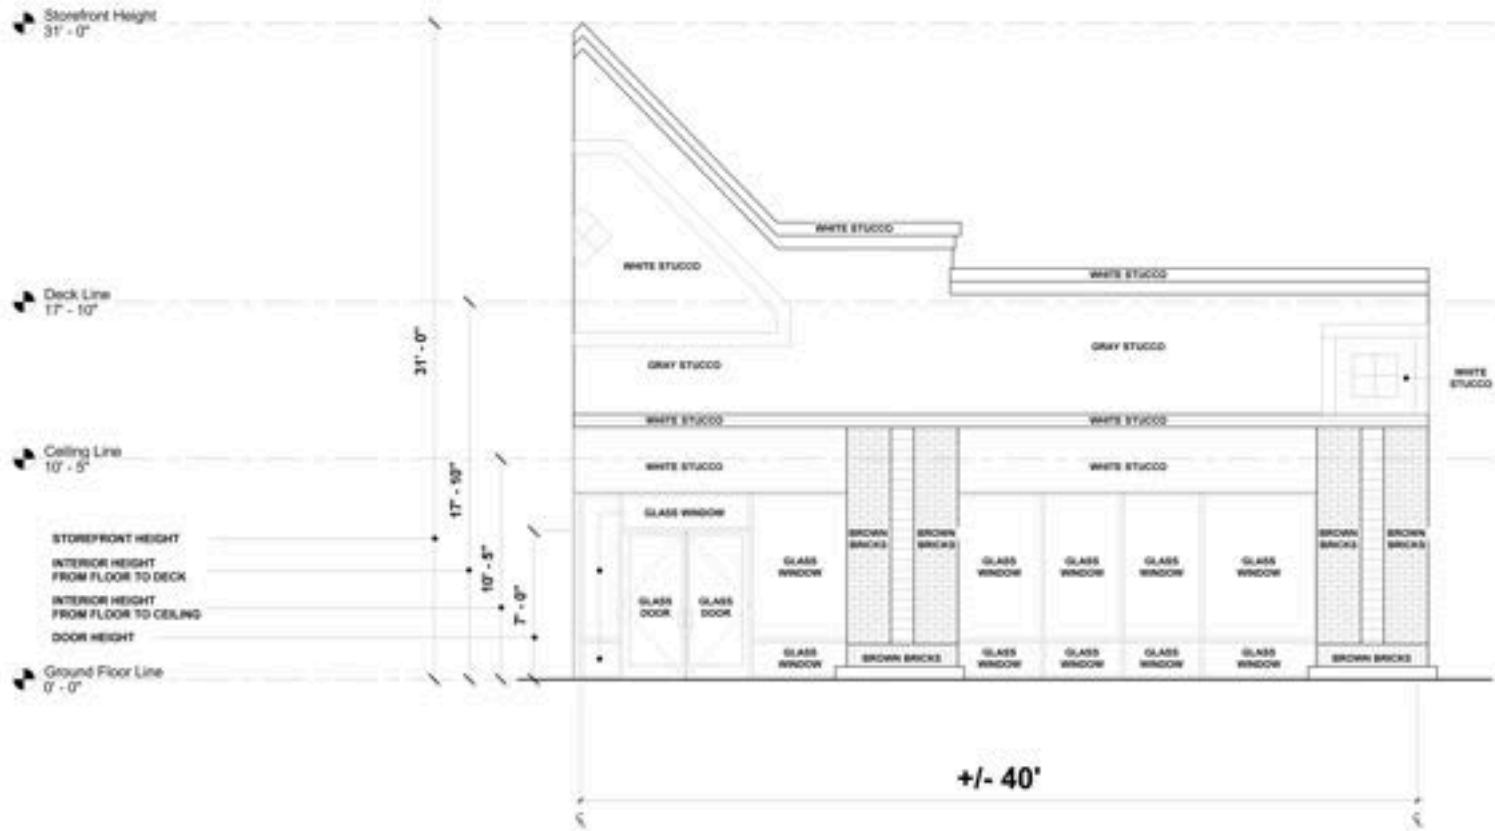 Storefront Height
31' - 0"
WHITE STUCCO
WHITE STUCCO
WHITE STUCCO
Deck Line
17' - 10"
31' - 0"
GRAY STUCCO
GRAY STUCCO
WHITE
STUCCO
WHITE STUCCO
WHITE STUCCO
Ceiling Line
10' - 5"
WHITE STUCCO
WHITE STUCCO
17' - 10"
GLASS WINDOW
STOREFRONT HEIGHT
BROWN
BRICKS
BROWN
BRICKS
BROWN
BRICKS
BROWN
BRICKS
INTERIOR HEIGHT
FROM FLOOR TO DECK
10' - 5"
GLASS
WINDOW
GLASS
WINDOW
GLASS
WINDOW
GLASS
WINDOW
GLASS
WINDOW
INTERIOR HEIGHT
FROM FLOOR TO CEILING
7' - 0"
GLASS
DOOR
GLASS
DOOR
DOOR HEIGHT
GLASS
WINDOW
BROWN BRICKS
GLASS
WINDOW
GLASS
WINDOW
GLASS
WINDOW
GLASS
WINDOW
BROWN BRICKS
Ground Floor Line
0' - 0"
+/- 40'